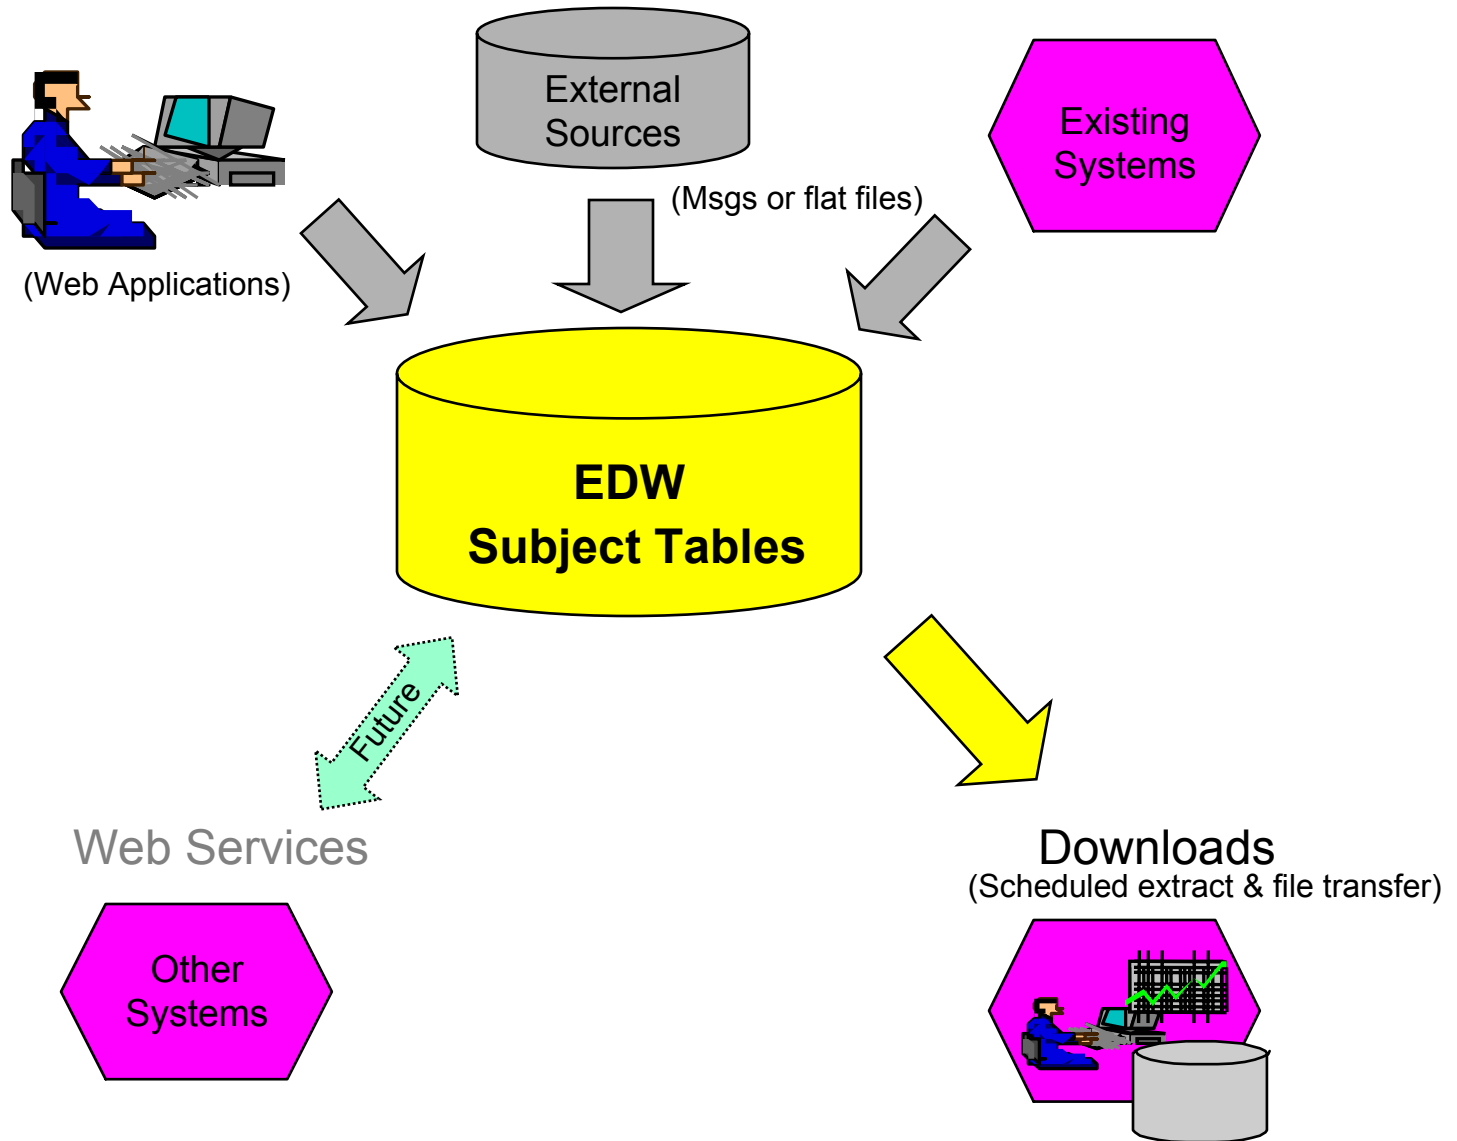 External
Sources
Existing
Systems
(Msgs or flat files)
(Web Applications)
EDW
Subject Tables
Future
Web Services
Downloads
(Scheduled extract & file transfer)
Other
Systems